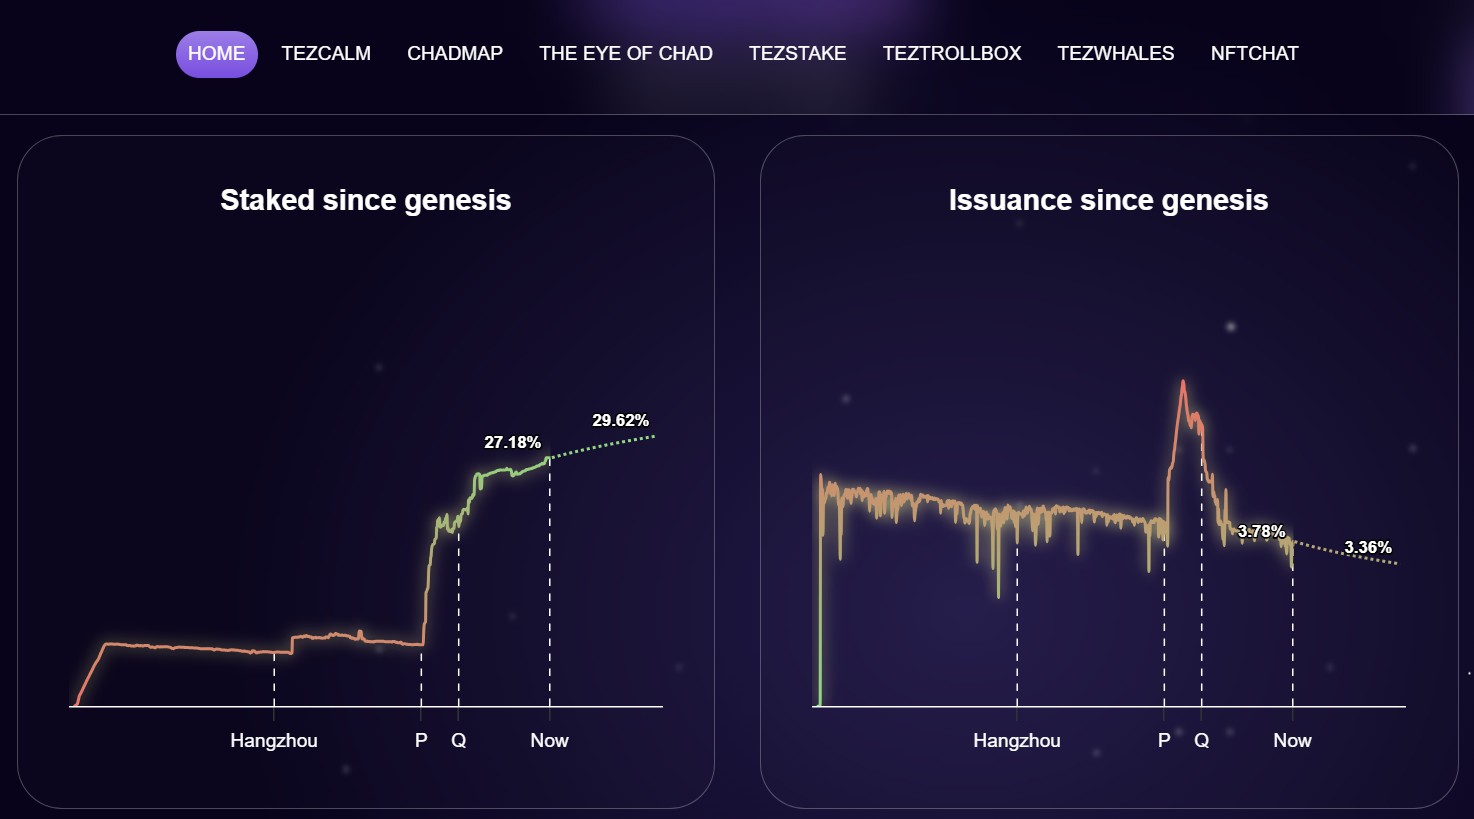 HOME TEZCALM CHADMAP THE EYE OF CHAD TEZSTAKE TEZTROLLBOX TEZWHALES NFTCHAT
Staked since genesis
29.62%
27.18%
Hangzhou P Q Now
Issuance since genesis
3.78%
3.36%
Hangzhou P Q Now